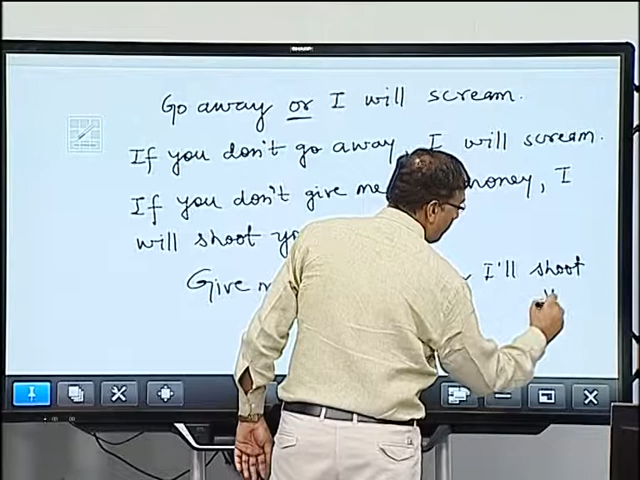 SHARP
Go away or I will scream.
If you don't go away, I will scream.
If you don't give me money, I
will shoot
Give I'll shoot